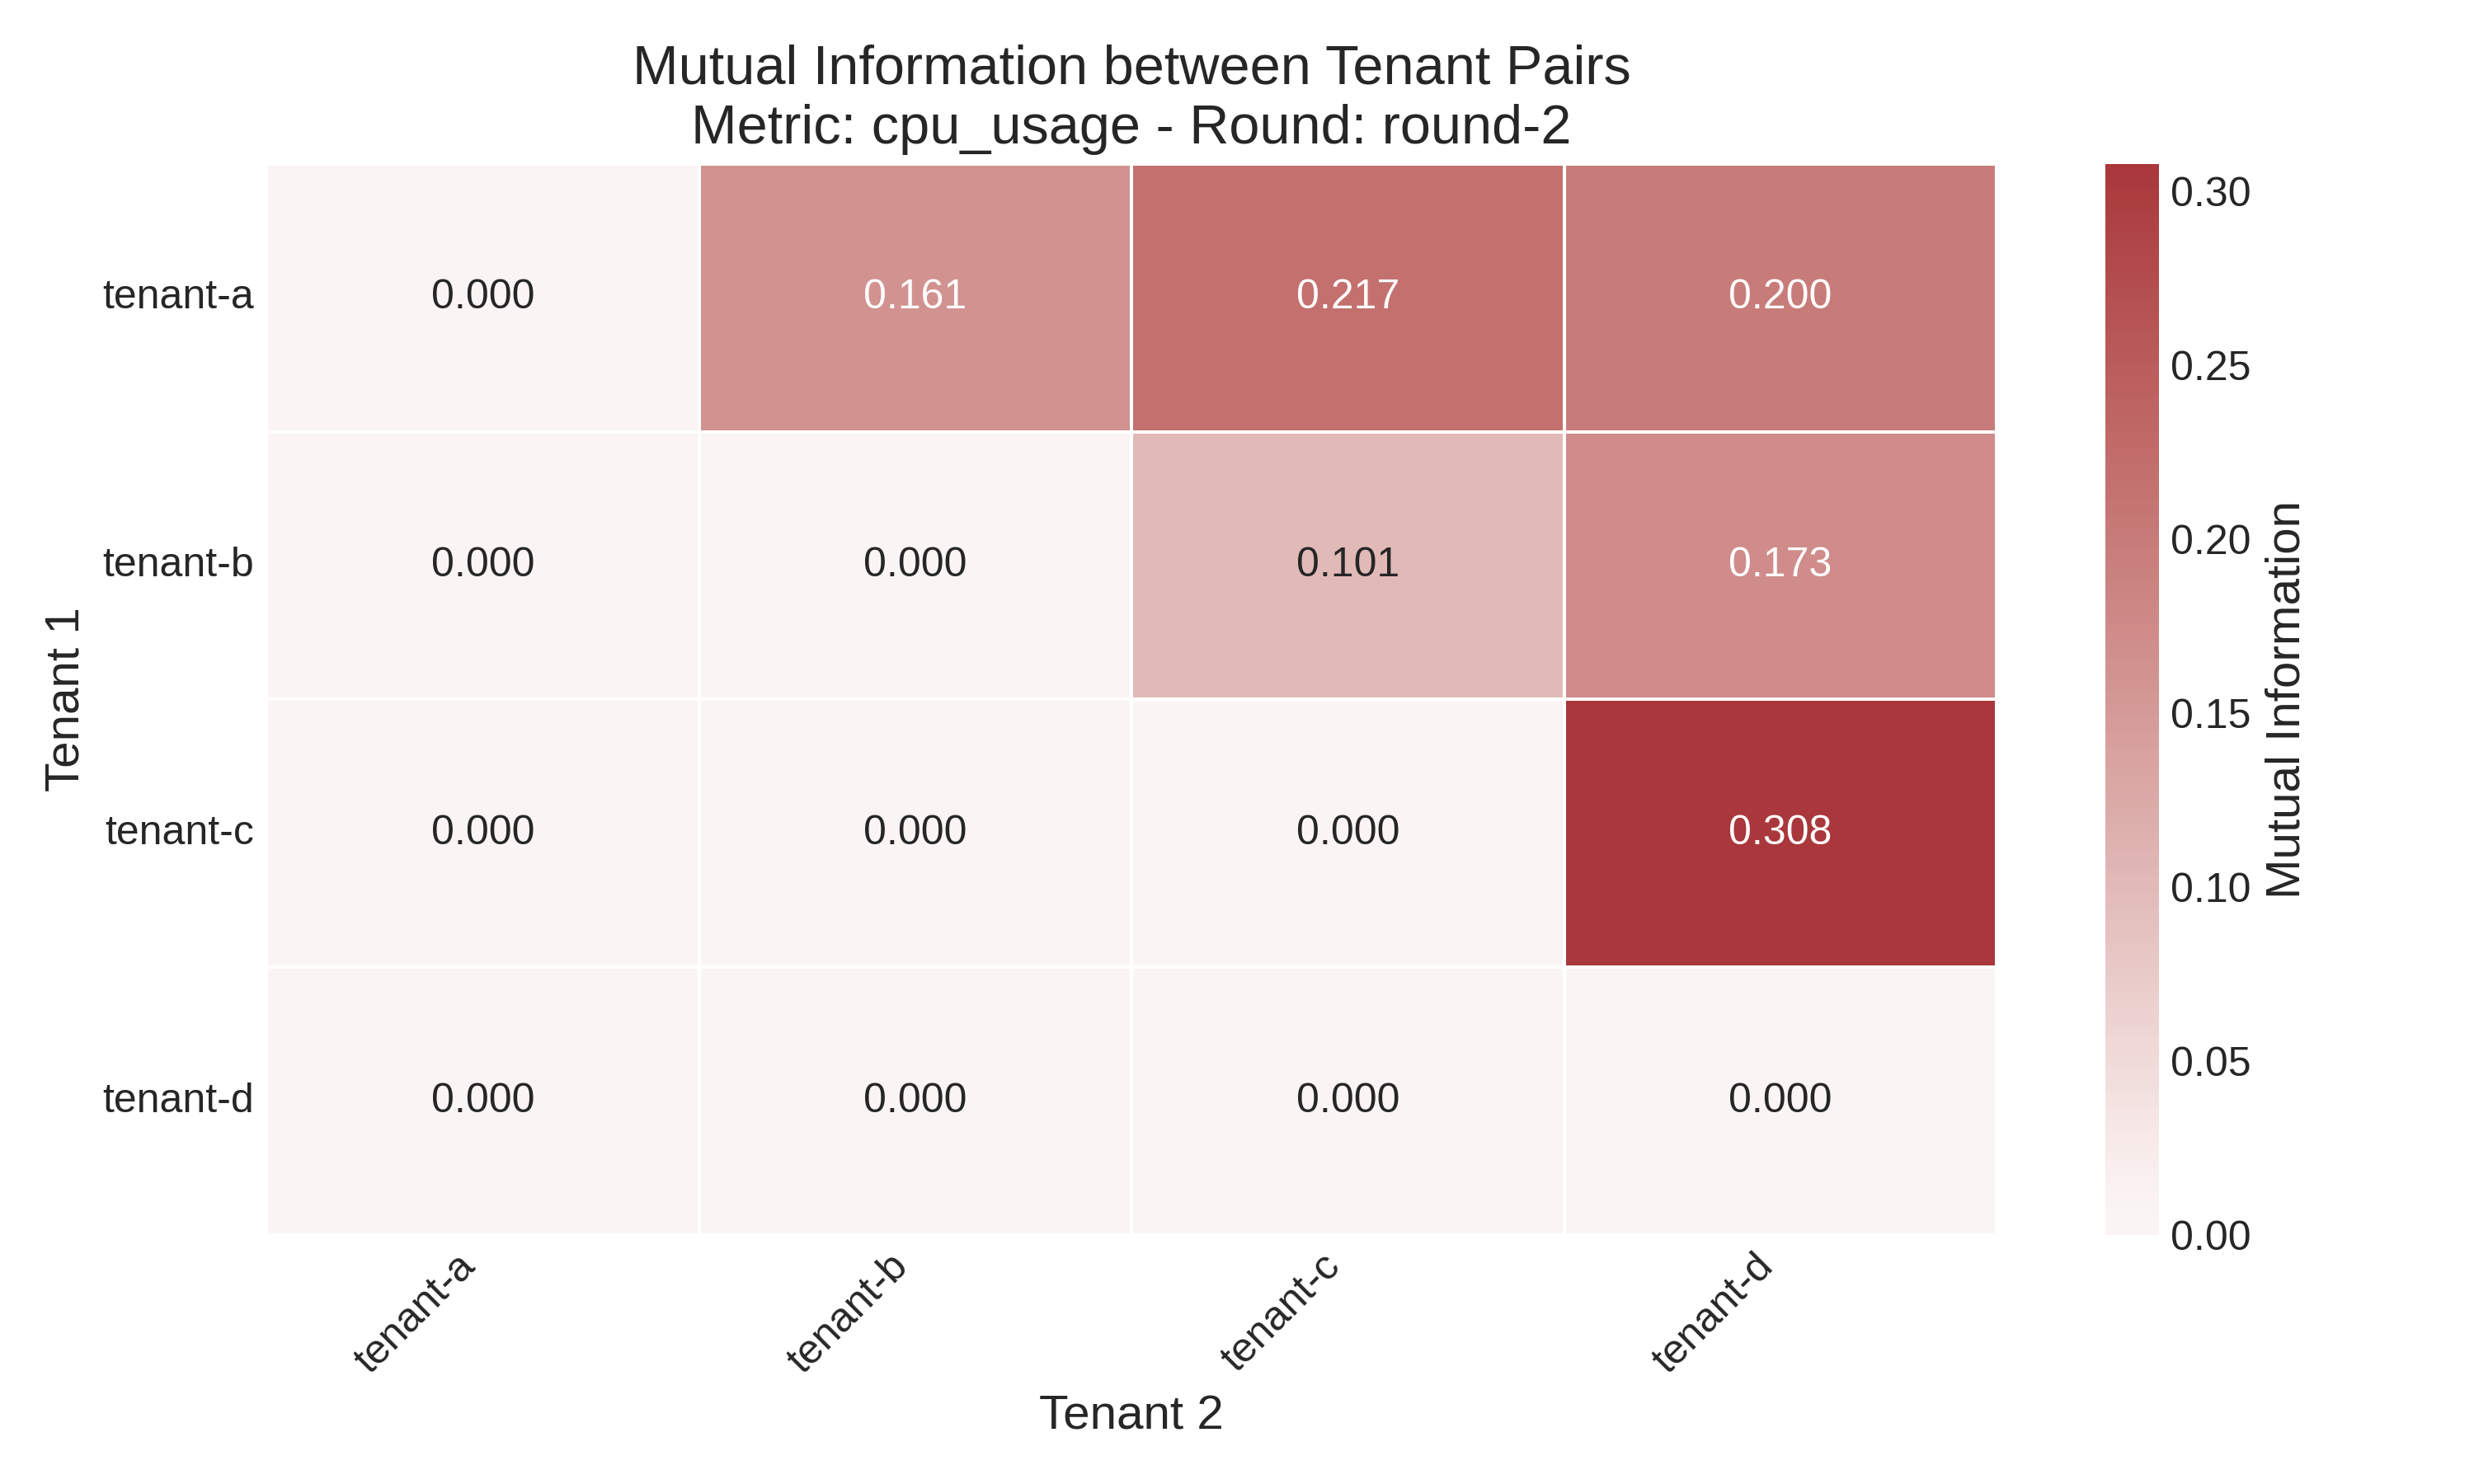 Mutual Information between Tenant Pairs
Metric: cpu_usage - Round: round-2
tenant-a 0.000 0.161 0.217 0.200
tenant-b 0.000 0.000 0.101 0.173
tenant-c 0.000 0.000 0.000 0.308
tenant-d 0.000 0.000 0.000 0.000
Tenant 1
tenant-a tenant-b tenant-c tenant-d
Tenant 2
0.30
0.25
0.20
0.15
0.10
0.05
0.00
Mutual Information